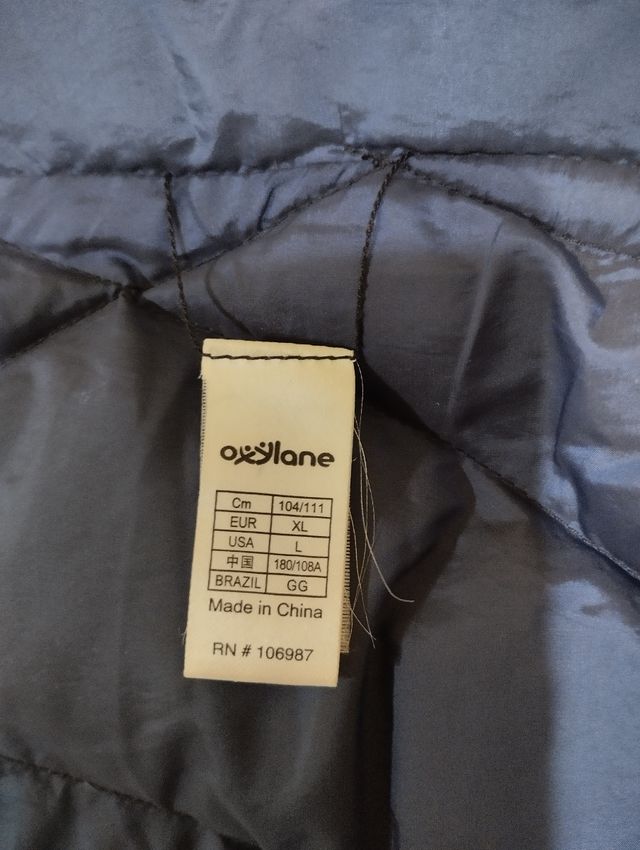 oxylane
Cm 104/111
EUR XL
USA L
中国 180/108A
BRAZIL GG
Made in China
RN # 106987